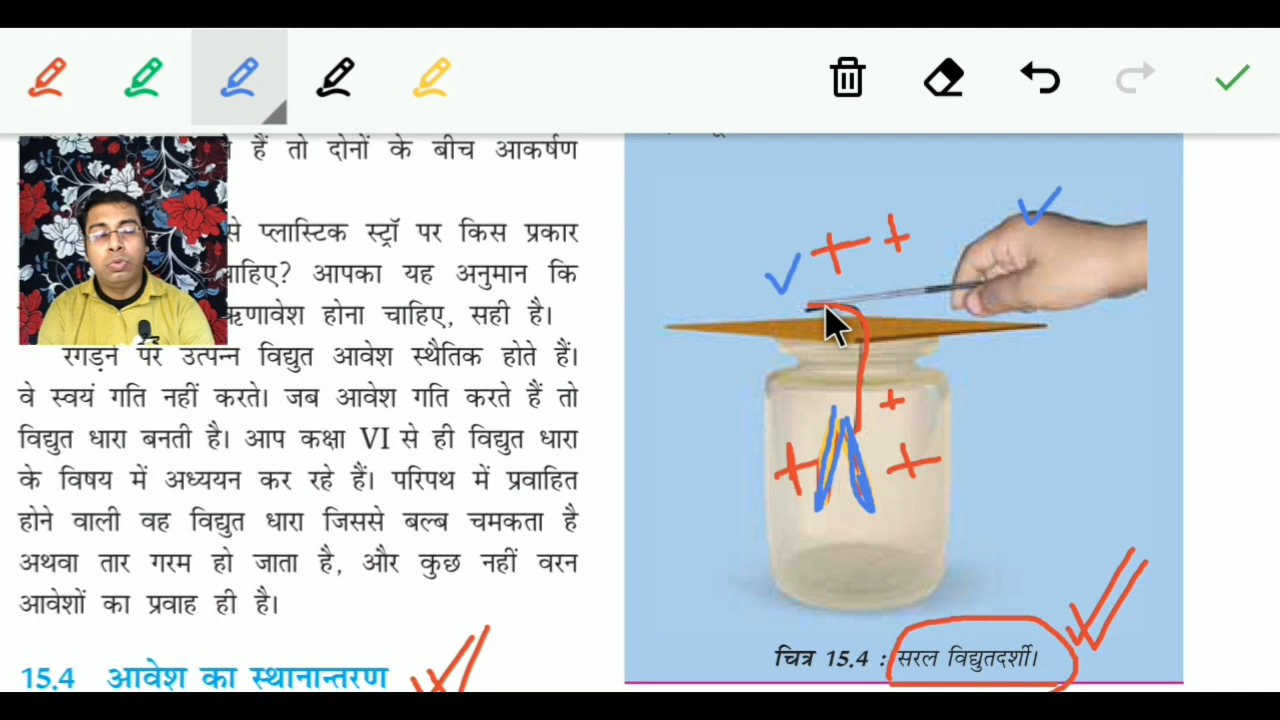 हैं तो दोनों के बीच आकर्षण
से प्लास्टिक स्ट्रॉ पर किस प्रकार
चाहिए? आपका यह अनुमान कि
ऋणावेश होना चाहिए, सही है।
रगड़ने पर उत्पन्न विद्युत आवेश स्थैतिक होते हैं।
वे स्वयं गति नहीं करते। जब आवेश गति करते हैं तो
विद्युत धारा बनती है। आप कक्षा VI से ही विद्युत धारा
के विषय में अध्ययन कर रहे हैं। परिपथ में प्रवाहित
होने वाली वह विद्युत धारा जिससे बल्ब चमकता है
अथवा तार गरम हो जाता है, और कुछ नहीं वरन
आवेशों का प्रवाह ही है।
15.4 आवेश का स्थानान्तरण
+ +
+
+ +
चित्र 15.4 : सरल विद्युतदर्शी।